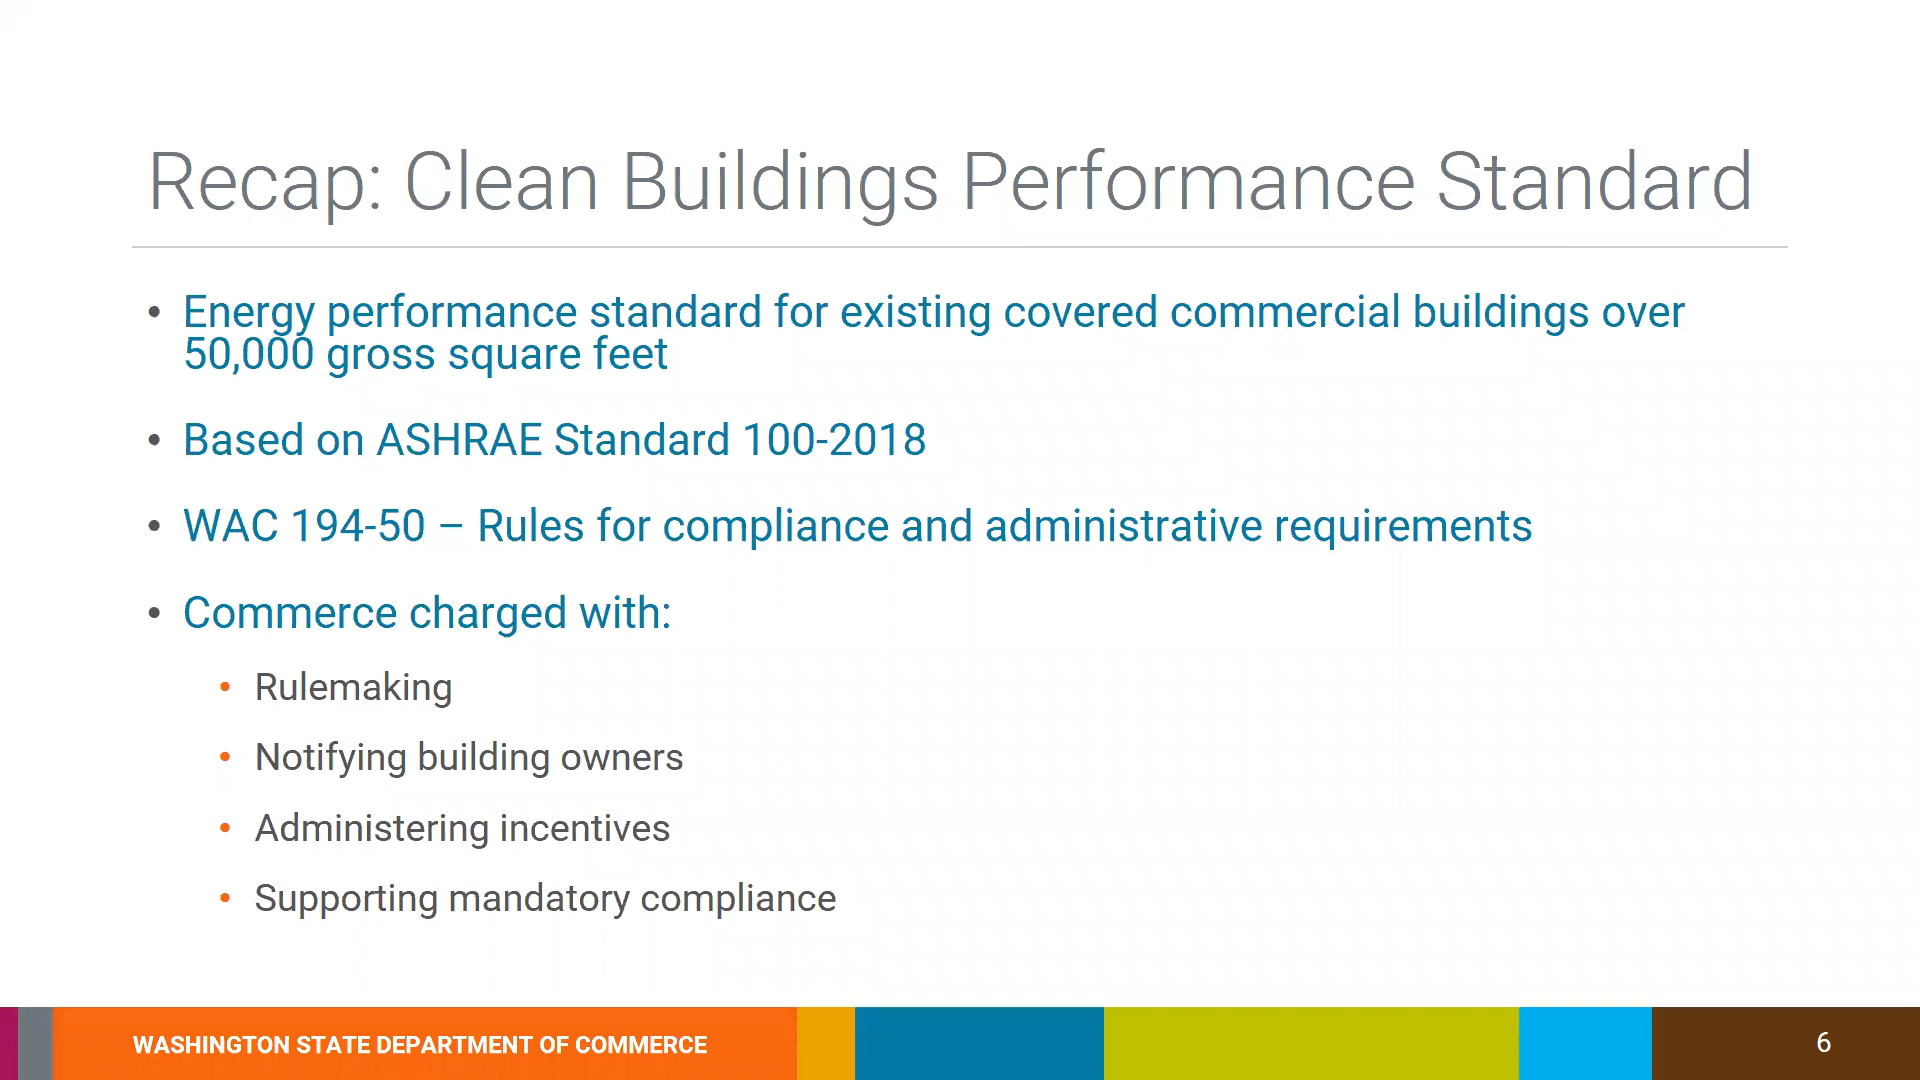 Recap: Clean Buildings Performance Standard
• Energy performance standard for existing covered commercial buildings over
50,000 gross square feet
• Based on ASHRAE Standard 100-2018
• WAC 194-50 – Rules for compliance and administrative requirements
• Commerce charged with:
• Rulemaking
• Notifying building owners
• Administering incentives
• Supporting mandatory compliance
WASHINGTON STATE DEPARTMENT OF COMMERCE
6